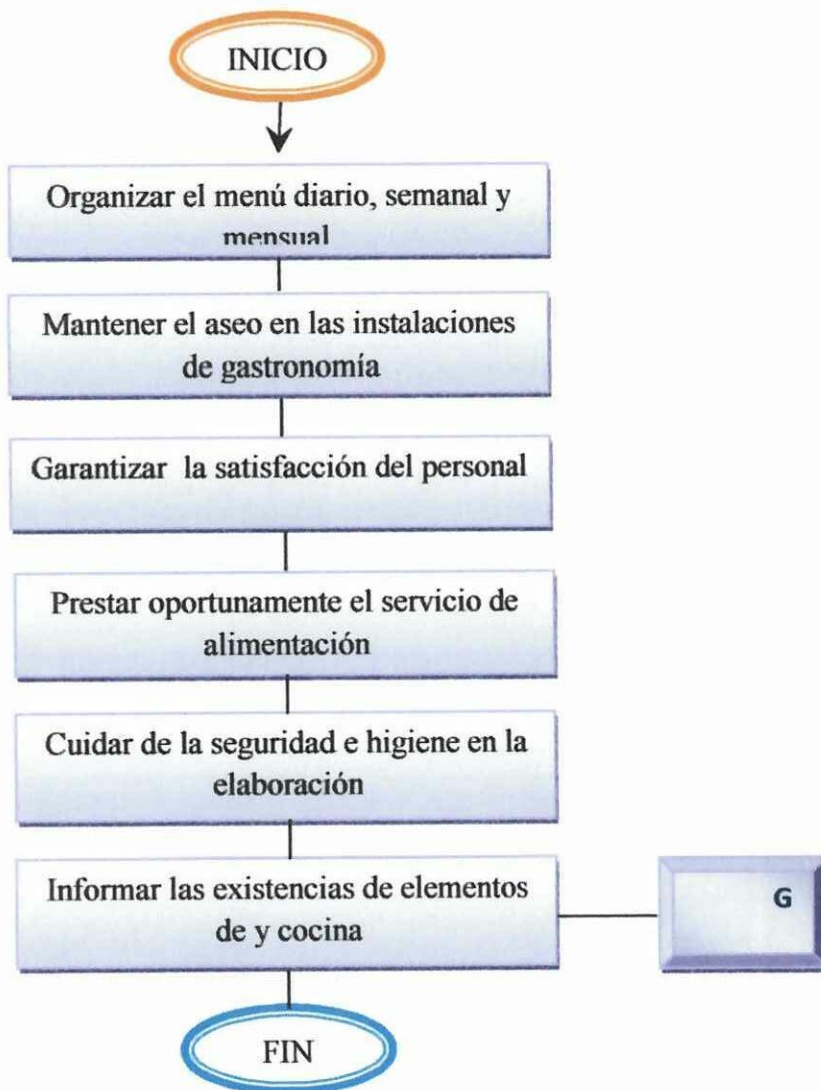 INICIO
Organizar el menú diario, semanal y
mensual
Mantener el aseo en las instalaciones
de gastronomía
Garantizar la satisfacción del personal
Prestar oportunamente el servicio de
alimentación
Cuidar de la seguridad e higiene en la
elaboración
Informar las existencias de elementos
de y cocina
G
FIN